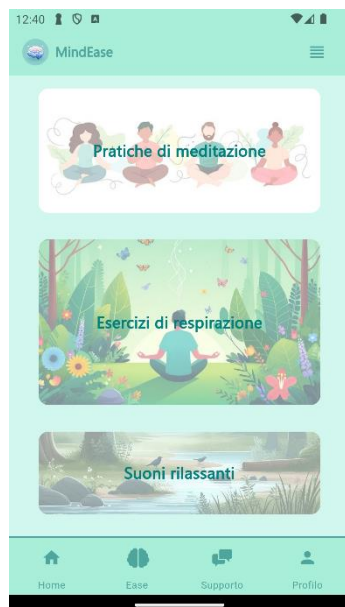 12:40
MindEase
Pratiche di meditazione
Esercizi di respirazione
Suoni rilassanti
Home Ease Supporto Profilo